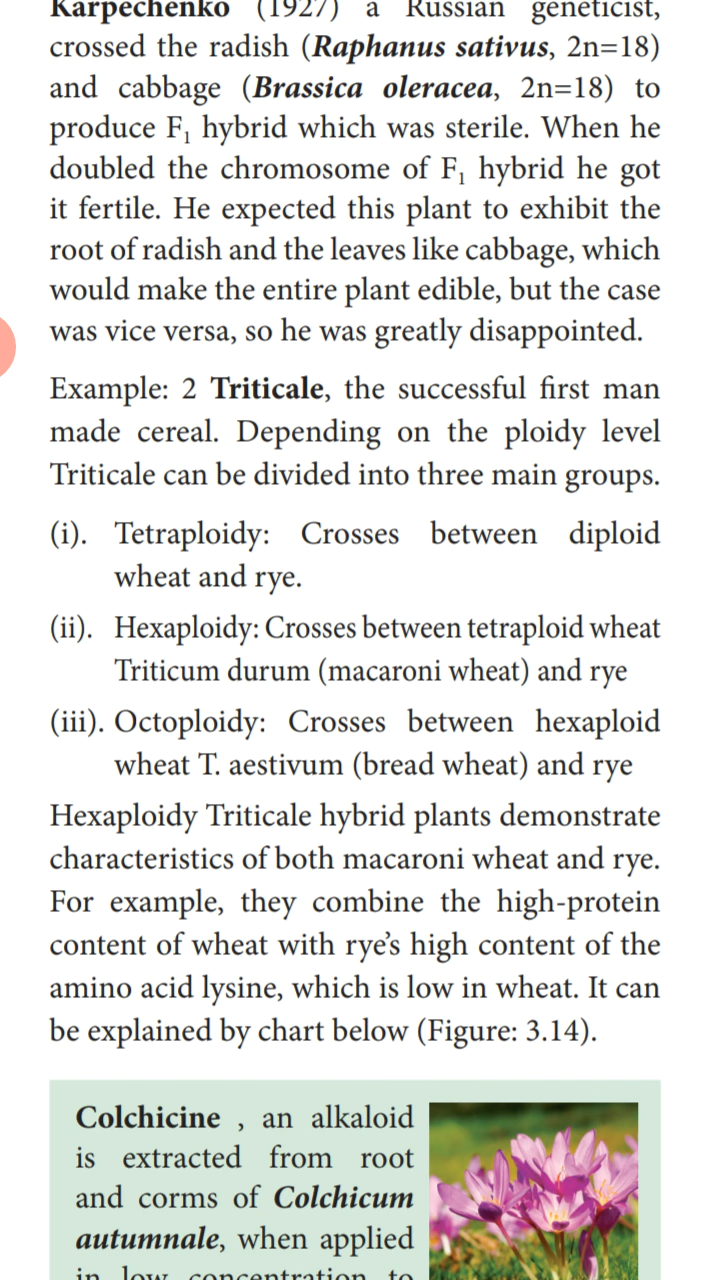 Karpechenko (1927) a Russian geneticist,
crossed the radish (Raphanus sativus, 2n=18)
and cabbage (Brassica oleracea, 2n=18) to
produce F₁ hybrid which was sterile. When he
doubled the chromosome of F₁ hybrid he got
it fertile. He expected this plant to exhibit the
root of radish and the leaves like cabbage, which
would make the entire plant edible, but the case
was vice versa, so he was greatly disappointed.
Example: 2 Triticale, the successful first man
made cereal. Depending on the ploidy level
Triticale can be divided into three main groups.
(i). Tetraploidy: Crosses between diploid
wheat and rye.
(ii). Hexaploidy: Crosses between tetraploid wheat
Triticum durum (macaroni wheat) and rye
(iii). Octoploidy: Crosses between hexaploid
wheat T. aestivum (bread wheat) and rye
Hexaploidy Triticale hybrid plants demonstrate
characteristics of both macaroni wheat and rye.
For example, they combine the high-protein
content of wheat with rye’s high content of the
amino acid lysine, which is low in wheat. It can
be explained by chart below (Figure: 3.14).
Colchicine , an alkaloid
is extracted from root
and corms of Colchicum
autumnale, when applied
in low concentration to